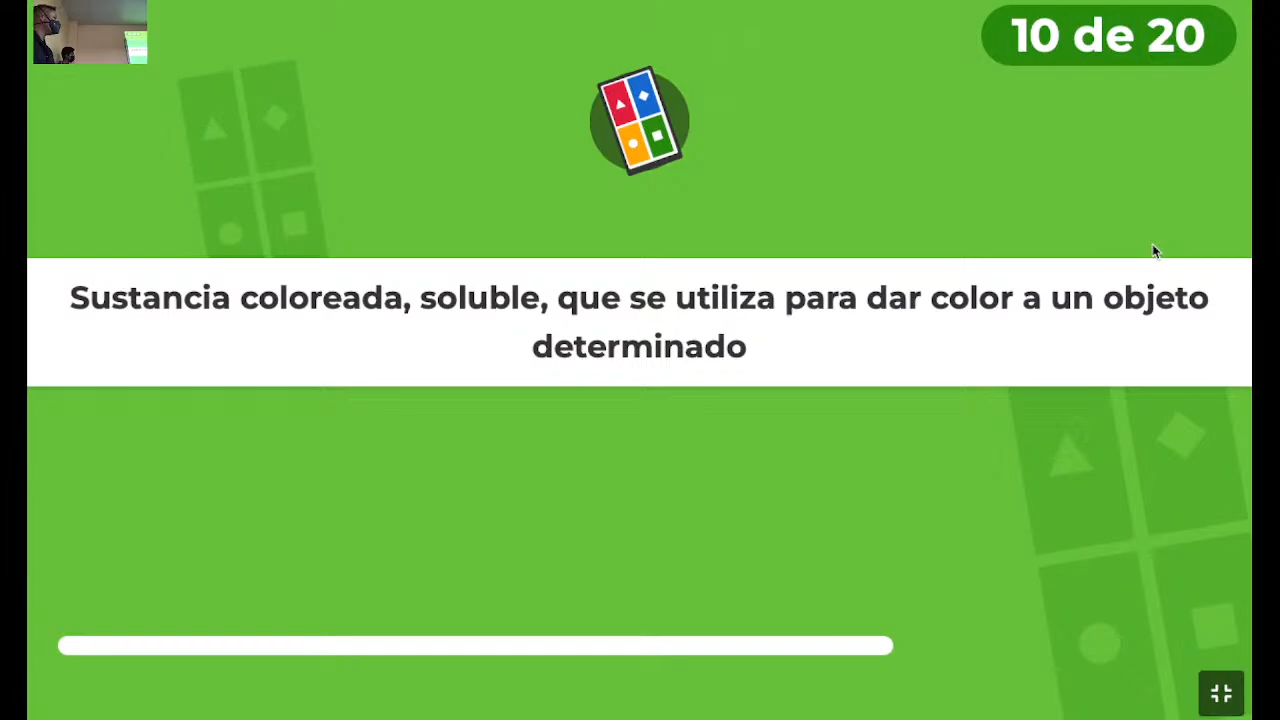 10 de 20
Sustancia coloreada, soluble, que se utiliza para dar color a un objeto
determinado